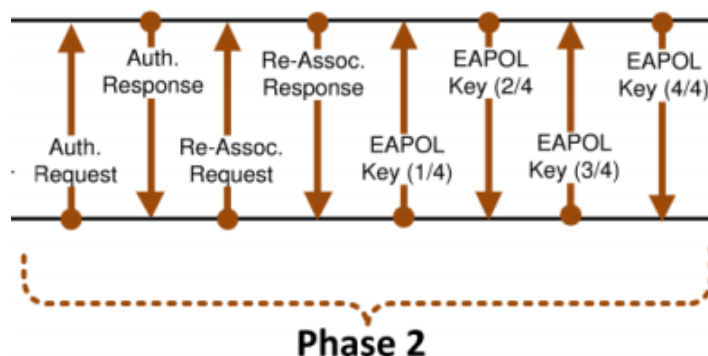 Auth.
Request
Auth.
Response
Re-Assoc.
Request
Re-Assoc.
Response
EAPOL
Key (1/4)
EAPOL
Key (2/4
EAPOL
Key (3/4)
EAPOL
Key (4/4)
Phase 2